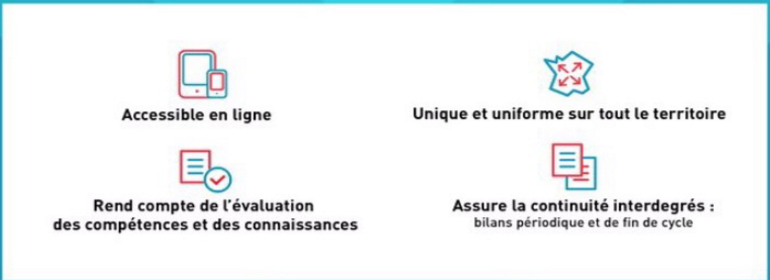 Accessible en ligne
Unique et uniforme sur tout le territoire
Rend compte de l'évaluation
des compétences et des connaissances
Assure la continuité interdegrés :
bilans périodique et de fin de cycle